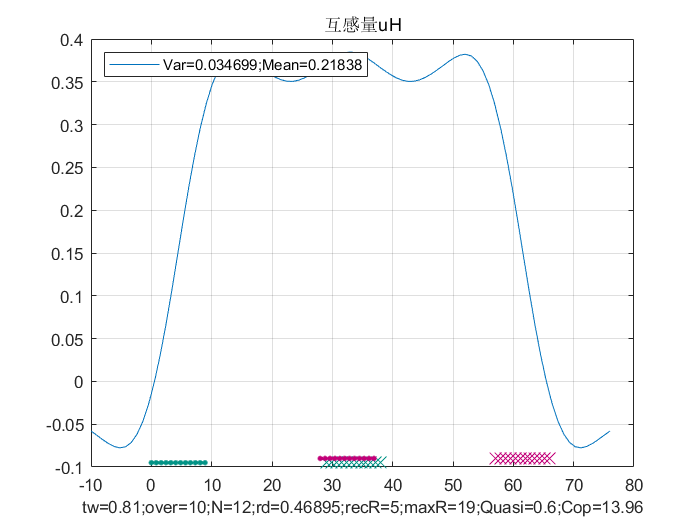 互感量uH
0.4
Var=0.034699;Mean=0.21838
0.35
0.3
0.25
0.2
0.15
0.1
0.05
0
-0.05
-0.1
-10 0 10 20 30 40 50 60 70 80
tw=0.81;over=10;N=12;rd=0.46895;recR=5;maxR=19;Quasi=0.6;Cop=13.96